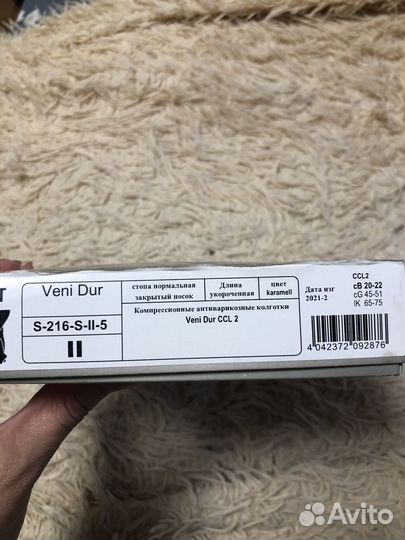 T
Veni Dur
S-216-S-II-5
II
стопа нормальная
закрытый носок
Длина
укороченная
цвет
karamell
Компрессионные антиварикозные колготки
Veni Dur CCL 2
Дата изг
2021-2
CCL2
cB 20-22
cG 45-51
IK 65-75
4 042372 092876
Avito